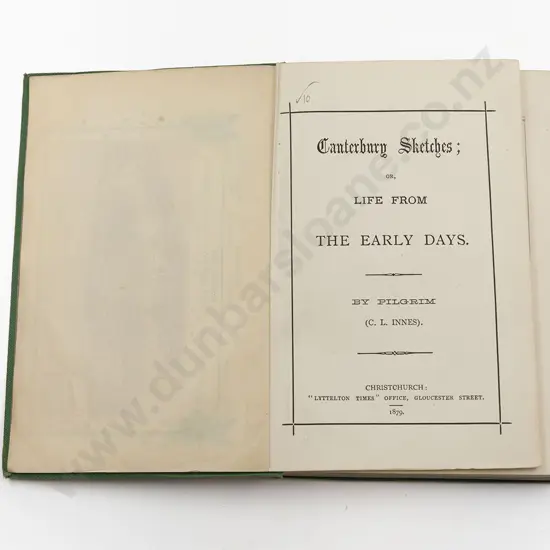 √10
Canterbury Sketches;
OR,
LIFE FROM
THE EARLY DAYS.
BY PILGRIM
(C. L. INNES).
CHRISTCHURCH:
"LYTTELTON TIMES" OFFICE, GLOUCESTER STREET.
1879.
www.dunbarsloane.co.nz